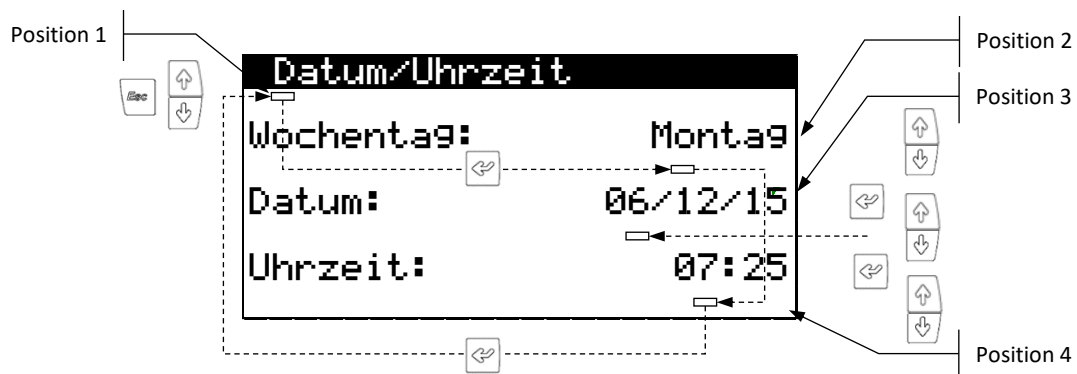 Position 1
Position 2
Position 3
Esc
Datum/Uhrzeit
Wochentag: Montag
Datum: 06/12/15
Uhrzeit: 07:25
Position 4